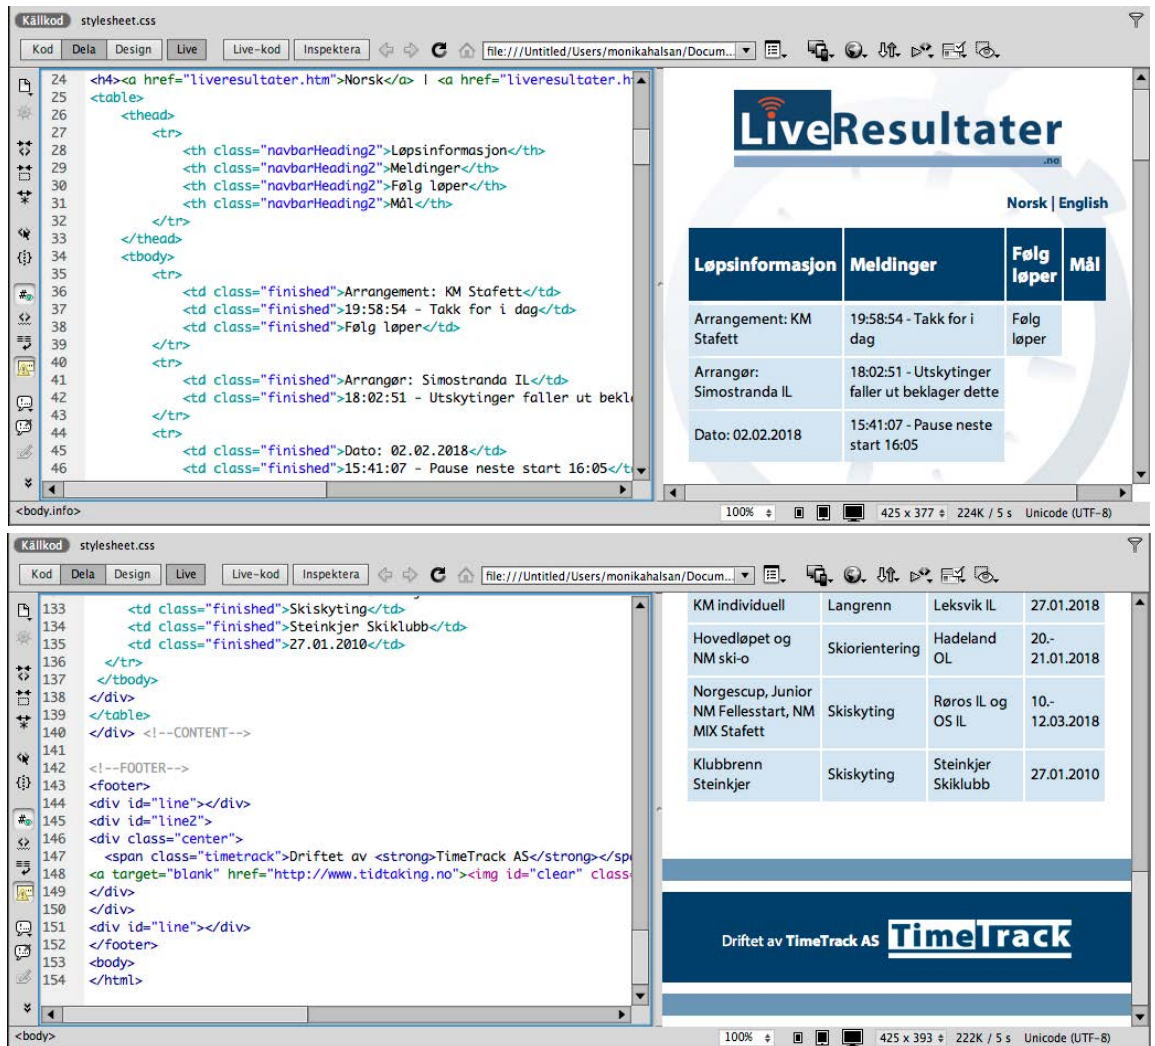 Källkod stylesheet.css
Kod Dela Design Live Live-kod Inspektera file:///Untitled/Users/monikahalsan/Docum...
24 <h4><a href="liveresultater.htm">Norsk</a> | <a href="liveresultater.h
25 <table>
26 <thead>
27 <tr>
28 <th class="navbarHeading2">Løpsinformasjon</th>
29 <th class="navbarHeading2">Meldinger</th>
30 <th class="navbarHeading2">Følg løper</th>
31 <th class="navbarHeading2">Mål</th>
32 </tr>
33 </thead>
34 <tbody>
35 <tr>
36 <td class="finished">Arrangement: KM Stafett</td>
37 <td class="finished">19:58:54 - Takk for i dag</td>
38 <td class="finished">Følg løper</td>
39 </tr>
40 <tr>
41 <td class="finished">Arrangør: Simostranda IL</td>
42 <td class="finished">18:02:51 - Utskytinger faller ut bekl
43 </tr>
44 <tr>
45 <td class="finished">Dato: 02.02.2018</td>
46 <td class="finished">15:41:07 - Pause neste start 16:05</t
LiveResultater
.no
Norsk | English
Løpsinformasjon Meldinger Følg løper Mål
Arrangement: KM Stafett 19:58:54 - Takk for i dag Følg løper
Arrangør: Simostranda IL 18:02:51 - Utskytinger faller ut beklager dette
Dato: 02.02.2018 15:41:07 - Pause neste start 16:05
<body.info> 100% 425 x 377 224K / 5 s Unicode (UTF-8)
Källkod stylesheet.css
Kod Dela Design Live Live-kod Inspektera file:///Untitled/Users/monikahalsan/Docum...
133 <td class="finished">Skiskyting</td>
134 <td class="finished">Steinkjer Skiklubb</td>
135 <td class="finished">27.01.2010</td>
136 </tr>
137 </tbody>
138 </div>
139 </table>
140 </div> <!--CONTENT-->
141
142 <!--FOOTER-->
143 <footer>
144 <div id="line"></div>
145 <div id="line2">
146 <div class="center">
147 <span class="timetrack">Driftet av <strong>TimeTrack AS</strong></sp
148 <a target="blank" href="http://www.tidtaking.no"><img id="clear" class
149 </div>
150 </div>
151 <div id="line"></div>
152 </footer>
153 <body>
154 </html>
KM individuell Langrenn Leksvik IL 27.01.2018
Hovedløpet og NM ski-o Skiorientering Hadeland OL 20.-21.01.2018
Norgescup, Junior NM Fellesstart, NM MIX Stafett Skiskyting Røros IL og OS IL 10.-12.03.2018
Klubbrenn Steinkjer Skiskyting Steinkjer Skiklubb 27.01.2010
Driftet av TimeTrack AS TimeTrack
<body> 100% 425 x 393 222K / 5 s Unicode (UTF-8)